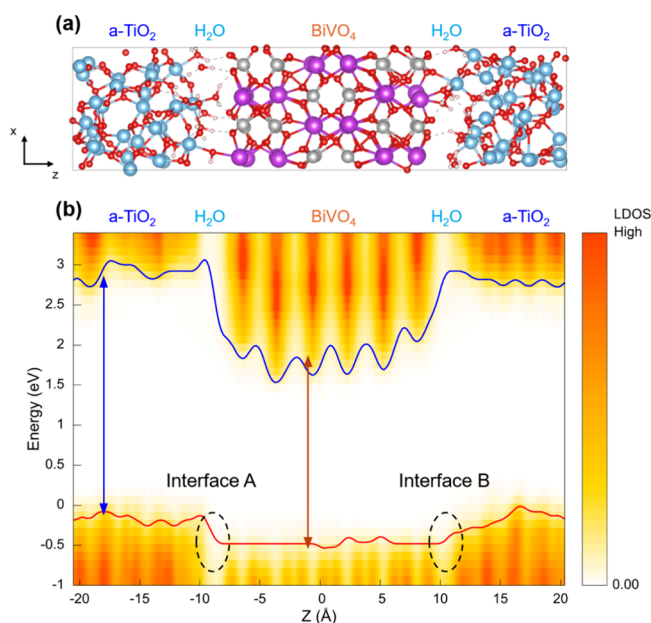 (a)
a-TiO₂ H₂O BiVO₄ H₂O a-TiO₂
x
z
(b)
a-TiO₂ H₂O BiVO₄ H₂O a-TiO₂
LDOS
High
3
2.5
2
1.5
1
0.5
0
-0.5
-1
Energy (eV)
Interface A Interface B
0.00
-20 -15 -10 -5 0 5 10 15 20
Z (Å)